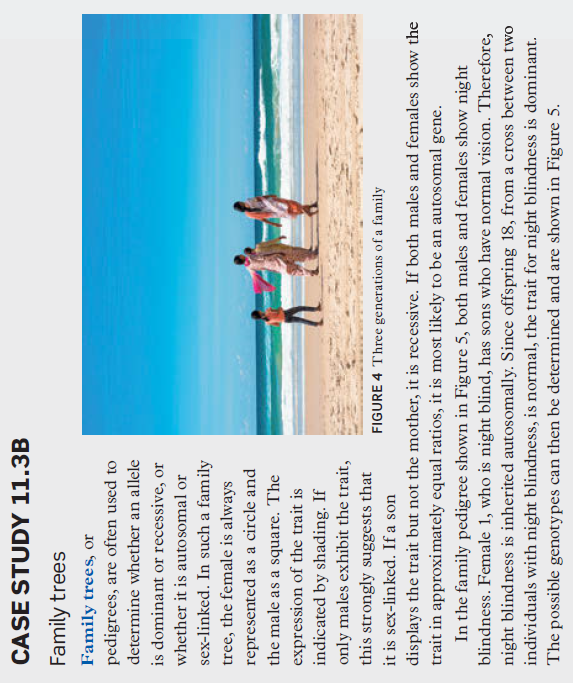 CASE STUDY 11.3B
Family trees
Family trees, or
pedigrees, are often used to
determine whether an allele
is dominant or recessive, or
whether it is autosomal or
sex-linked. In such a family
tree, the female is always
represented as a circle and
the male as a square. The
expression of the trait is
indicated by shading. If
only males exhibit the trait,
this strongly suggests that
it is sex-linked. If a son
displays the trait but not the mother, it is recessive. If both males and females show the
trait in approximately equal ratios, it is most likely to be an autosomal gene.
In the family pedigree shown in Figure 5, both males and females show night
blindness. Female 1, who is night blind, has sons who have normal vision. Therefore,
night blindness is inherited autosomally. Since offspring 18, from a cross between two
individuals with night blindness, is normal, the trait for night blindness is dominant.
The possible genotypes can then be determined and are shown in Figure 5.
FIGURE 4 Three generations of a family